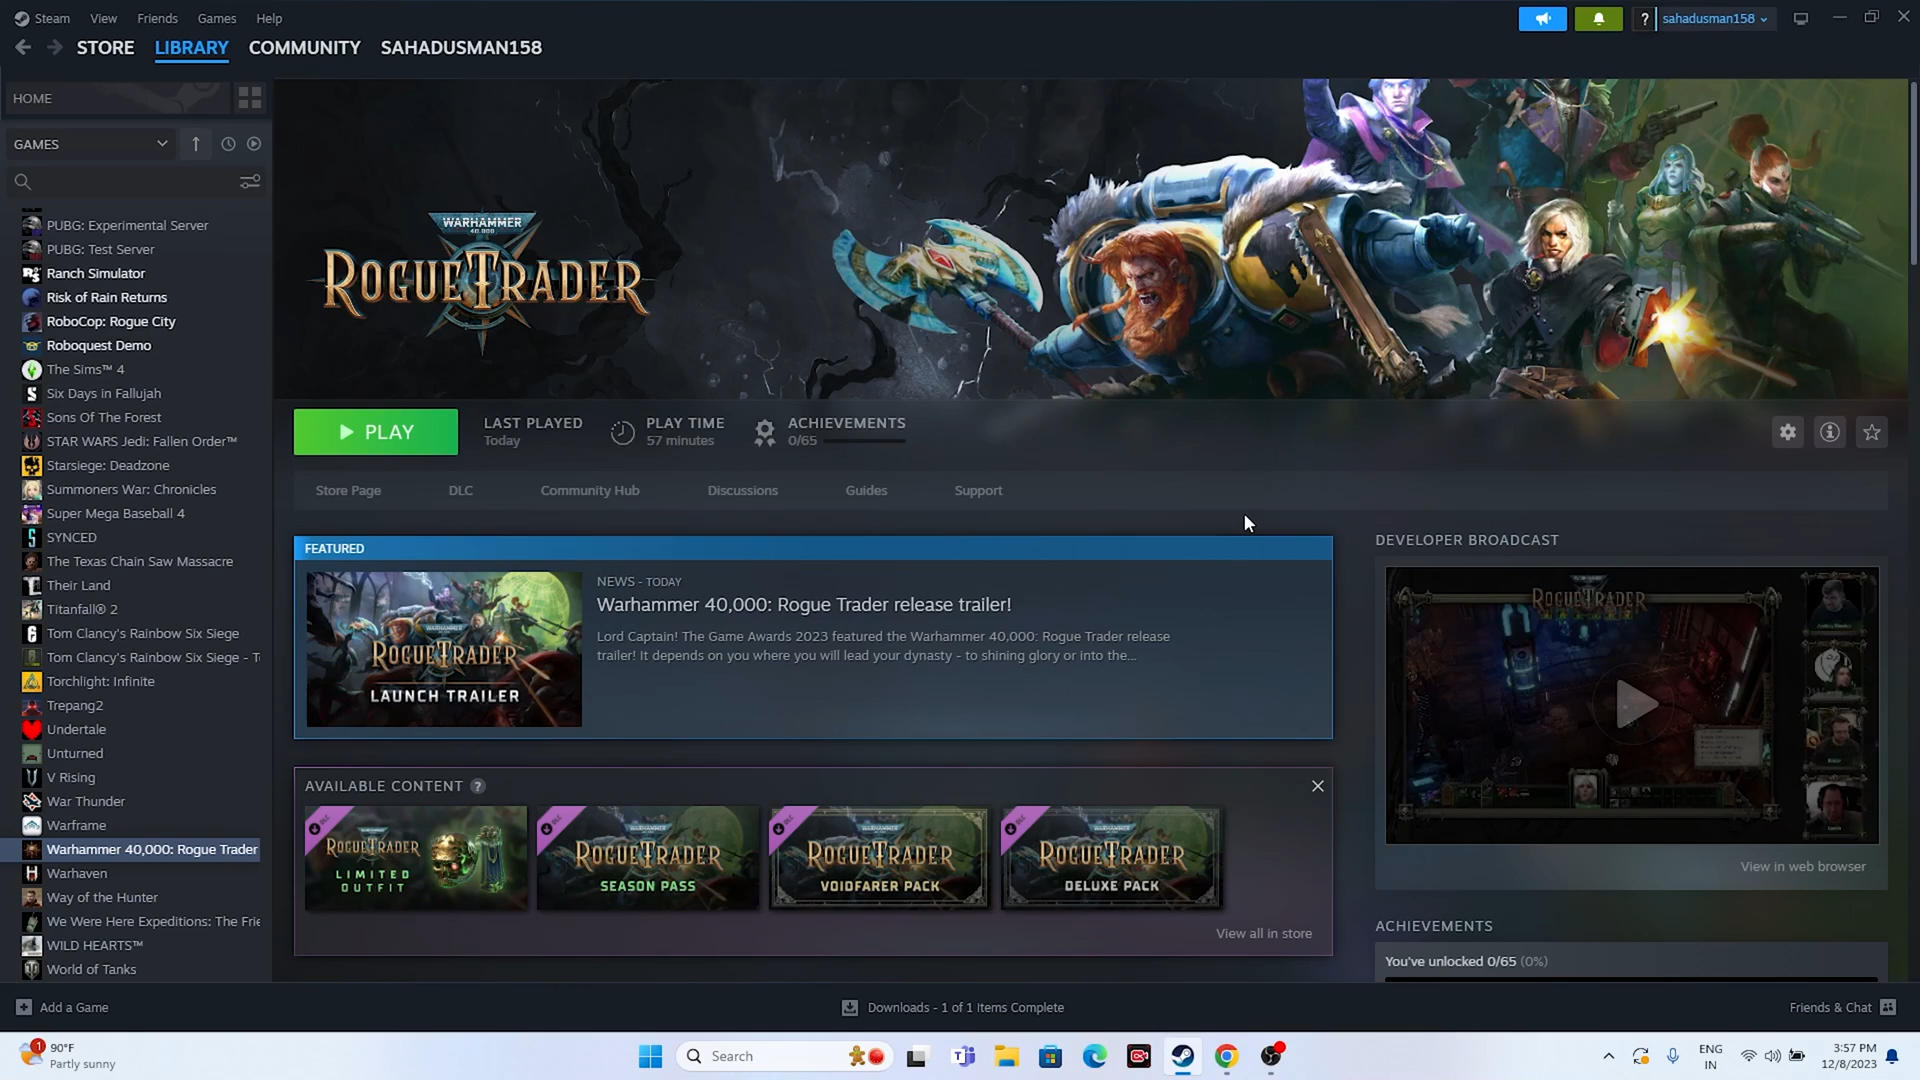 Steam View Friends Games Help
? sahadusman158
STORE LIBRARY COMMUNITY SAHADUSMAN158
HOME
GAMES
PUBG: Experimental Server
PUBG: Test Server
Ranch Simulator
Risk of Rain Returns
RoboCop: Rogue City
Roboquest Demo
The Sims™ 4
Six Days in Fallujah
Sons Of The Forest
STAR WARS Jedi: Fallen Order™
Starsiege: Deadzone
Summoners War: Chronicles
Super Mega Baseball 4
SYNCED
The Texas Chain Saw Massacre
Their Land
Titanfall® 2
Tom Clancy's Rainbow Six Siege
Tom Clancy's Rainbow Six Siege - T
Torchlight: Infinite
Trepang2
Undertale
Unturned
V Rising
War Thunder
Warframe
Warhammer 40,000: Rogue Trader
Warhaven
Way of the Hunter
We Were Here Expeditions: The Frie
WILD HEARTS™
World of Tanks
WARHAMMER
40,000
ROGUE TRADER
PLAY
LAST PLAYED
Today
PLAY TIME
57 minutes
ACHIEVEMENTS
0/65
Store Page DLC Community Hub Discussions Guides Support
FEATURED
WARHAMMER
ROGUE TRADER
LAUNCH TRAILER
NEWS - TODAY
Warhammer 40,000: Rogue Trader release trailer!
Lord Captain! The Game Awards 2023 featured the Warhammer 40,000: Rogue Trader release
trailer! It depends on you where you will lead your dynasty - to shining glory or into the...
AVAILABLE CONTENT ?
DLC
WARHAMMER
ROGUE TRADER
LIMITED
OUTFIT
DLC
WARHAMMER
ROGUE TRADER
SEASON PASS
DLC
WARHAMMER
ROGUE TRADER
VOIDFARER PACK
DLC
WARHAMMER
ROGUE TRADER
DELUXE PACK
View all in store
DEVELOPER BROADCAST
ROGUE TRADER
View in web browser
ACHIEVEMENTS
You've unlocked 0/65 (0%)
Add a Game
Downloads - 1 of 1 Items Complete
Friends & Chat
1
90°F
Partly sunny
Search
ENG
IN
3:57 PM
12/8/2023